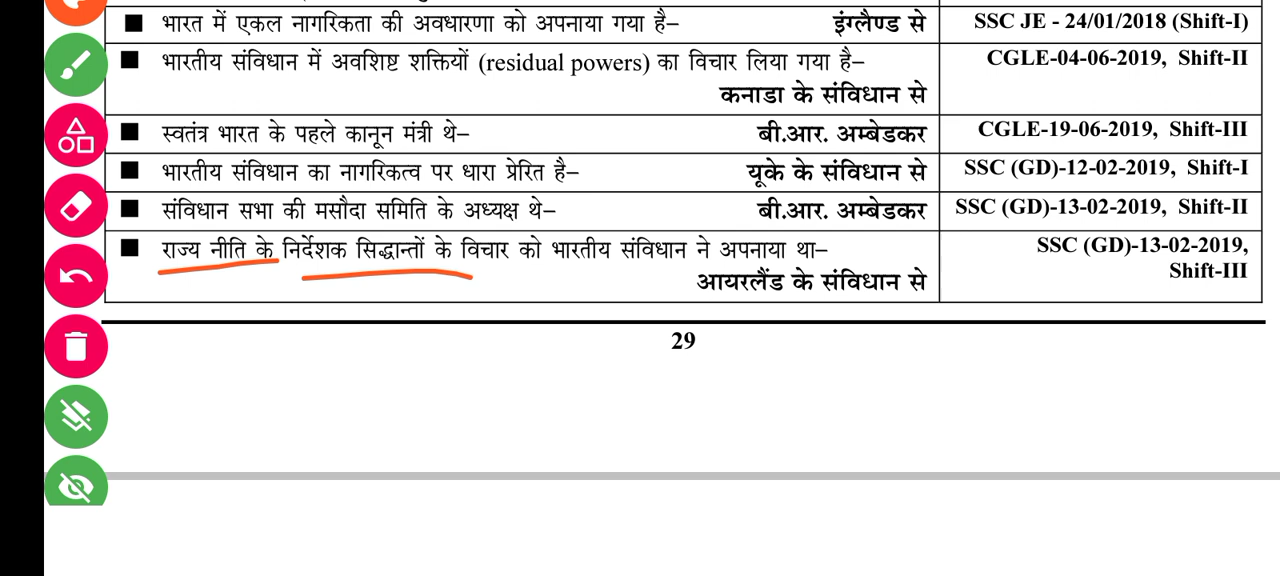 ■ भारत में एकल नागरिकता की अवधारणा को अपनाया गया है– इंग्लैण्ड से SSC JE - 24/01/2018 (Shift-I)
■ भारतीय संविधान में अवशिष्ट शक्तियों (residual powers) का विचार लिया गया है– CGLE-04-06-2019, Shift-II
कनाडा के संविधान से
■ स्वतंत्र भारत के पहले कानून मंत्री थे– बी.आर. अम्बेडकर CGLE-19-06-2019, Shift-III
■ भारतीय संविधान का नागरिकत्व पर धारा प्रेरित है– यूके के संविधान से SSC (GD)-12-02-2019, Shift-I
■ संविधान सभा की मसौदा समिति के अध्यक्ष थे– बी.आर. अम्बेडकर SSC (GD)-13-02-2019, Shift-II
■ राज्य नीति के निर्देशक सिद्धान्तों के विचार को भारतीय संविधान ने अपनाया था– SSC (GD)-13-02-2019,
आयरलैंड के संविधान से Shift-III
29